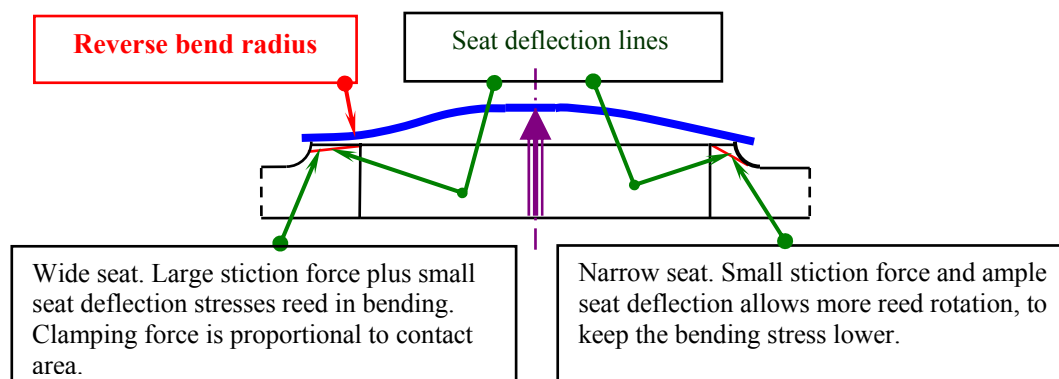 Reverse bend radius
Seat deflection lines
Wide seat. Large stiction force plus small
seat deflection stresses reed in bending.
Clamping force is proportional to contact
area.
Narrow seat. Small stiction force and ample
seat deflection allows more reed rotation, to
keep the bending stress lower.